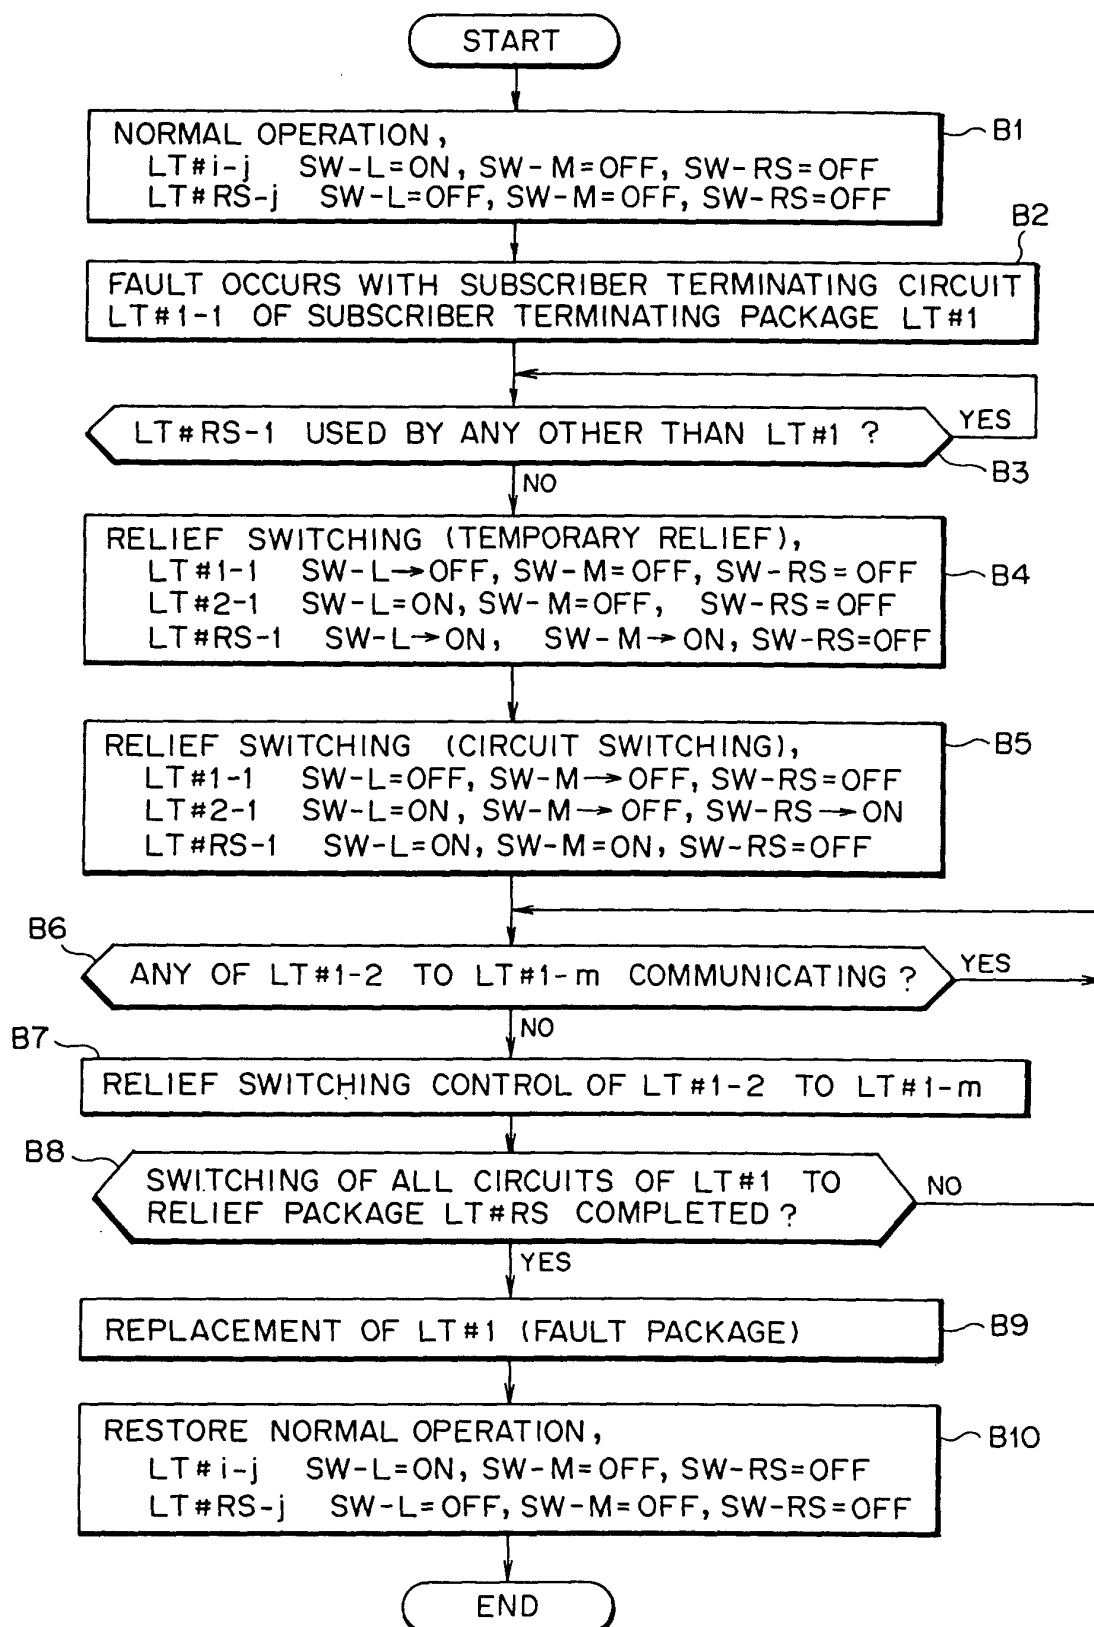 START
NORMAL OPERATION,
LT#i-j SW-L=ON, SW-M=OFF, SW-RS=OFF
LT#RS-j SW-L=OFF, SW-M=OFF, SW-RS=OFF
B1
B2
FAULT OCCURS WITH SUBSCRIBER TERMINATING CIRCUIT
LT#1-1 OF SUBSCRIBER TERMINATING PACKAGE LT#1
LT#RS-1 USED BY ANY OTHER THAN LT#1 ?
YES
B3
NO
RELIEF SWITCHING (TEMPORARY RELIEF),
LT#1-1 SW-L→OFF, SW-M=OFF, SW-RS=OFF
LT#2-1 SW-L=ON, SW-M=OFF, SW-RS=OFF
LT#RS-1 SW-L→ON, SW-M→ON, SW-RS=OFF
B4
RELIEF SWITCHING (CIRCUIT SWITCHING),
LT#1-1 SW-L=OFF, SW-M→OFF, SW-RS=OFF
LT#2-1 SW-L=ON, SW-M→OFF, SW-RS→ON
LT#RS-1 SW-L=ON, SW-M=ON, SW-RS=OFF
B5
B6
ANY OF LT#1-2 TO LT#1-m COMMUNICATING ?
YES
NO
B7
RELIEF SWITCHING CONTROL OF LT#1-2 TO LT#1-m
B8
SWITCHING OF ALL CIRCUITS OF LT#1 TO
RELIEF PACKAGE LT#RS COMPLETED ?
NO
YES
REPLACEMENT OF LT#1 (FAULT PACKAGE)
B9
RESTORE NORMAL OPERATION,
LT#i-j SW-L=ON, SW-M=OFF, SW-RS=OFF
LT#RS-j SW-L=OFF, SW-M=OFF, SW-RS=OFF
B10
END